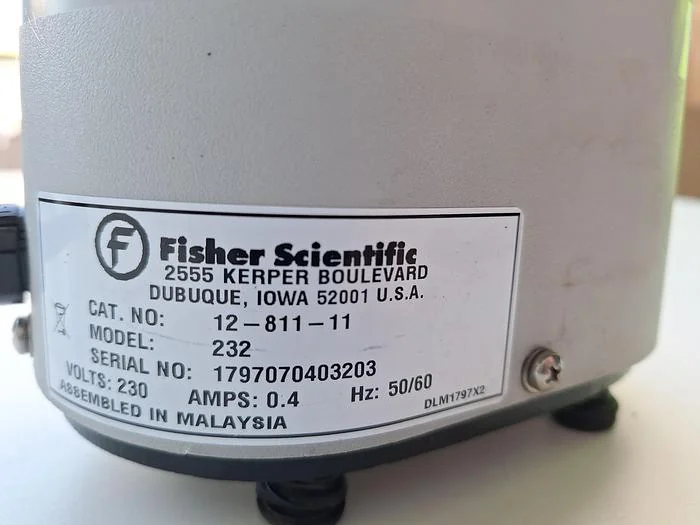 f Fisher Scientific
2555 KERPER BOULEVARD
DUBUQUE, IOWA 52001 U.S.A.
CAT. NO: 12-811-11
MODEL: 232
SERIAL NO: 1797070403203
VOLTS: 230 AMPS: 0.4 Hz: 50/60
ASSEMBLED IN MALAYSIA DLM1797X2